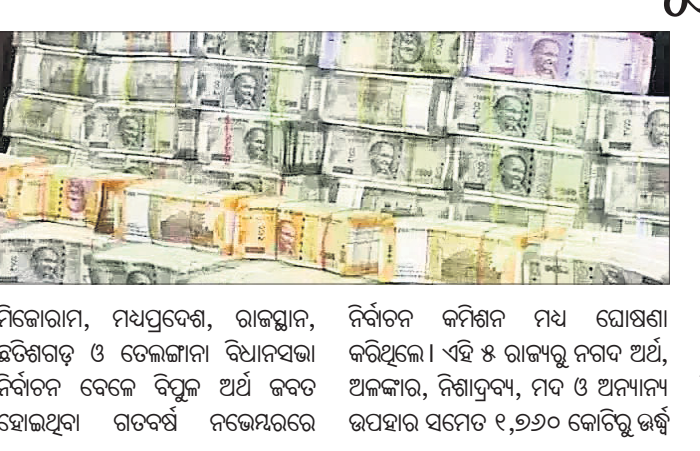 ମିଜୋରାମ, ମଧ୍ୟପ୍ରଦେଶ, ରାଜସ୍ଥାନ,
ଛତିଶଗଡ଼ ଓ ତେଲଙ୍ଗାନା ବିଧାନସଭା
ନିର୍ବାଚନ ବେଳେ ବିପୁଳ ଅର୍ଥ ଜବତ
ହୋଇଥିବା ଗତବର୍ଷ ନଭେମ୍ବରରେ
ନିର୍ବାଚନ କମିଶନ ମଧ୍ୟ ଘୋଷଣା
କରିଥିଲେ। ଏହି ୫ ରାଜ୍ୟରୁ ନଗଦ ଅର୍ଥ,
ଅଳଙ୍କାର, ନିଶାଦ୍ରବ୍ୟ, ମଦ ଓ ଅନ୍ୟାନ୍ୟ
ଉପହାର ସମେତ ୧,୭୬୦ କୋଟିରୁ ଊର୍ଦ୍ଧ୍ୱ